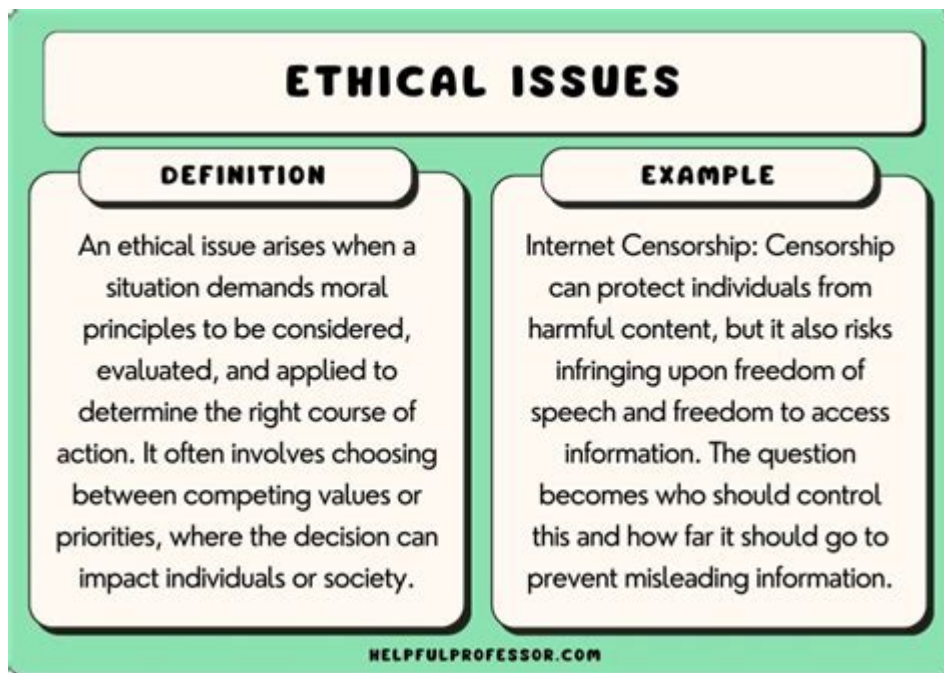 ETHICAL ISSUES
DEFINITION
An ethical issue arises when a
situation demands moral
principles to be considered,
evaluated, and applied to
determine the right course of
action. It often involves choosing
between competing values or
priorities, where the decision can
impact individuals or society.
EXAMPLE
Internet Censorship: Censorship
can protect individuals from
harmful content, but it also risks
infringing upon freedom of
speech and freedom to access
information. The question
becomes who should control
this and how far it should go to
prevent misleading information.
HELPFULPROFESSOR.COM